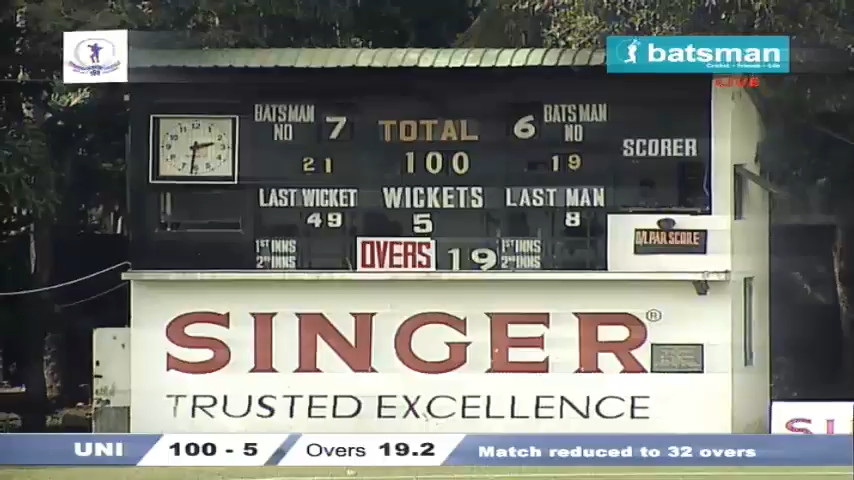 batsman
LIVE
BATSMAN NO 7 TOTAL 6 BATSMAN NO
SCORER
21 100 19
LAST WICKET WICKETS LAST MAN
49 5 8
D/L PAR SCORE
1ST INNS OVERS 19 1ST INNS
2ND INNS 2ND INNS
SINGER®
TRUSTED EXCELLENCE
UNI 100 - 5 Overs 19.2 Match reduced to 32 overs